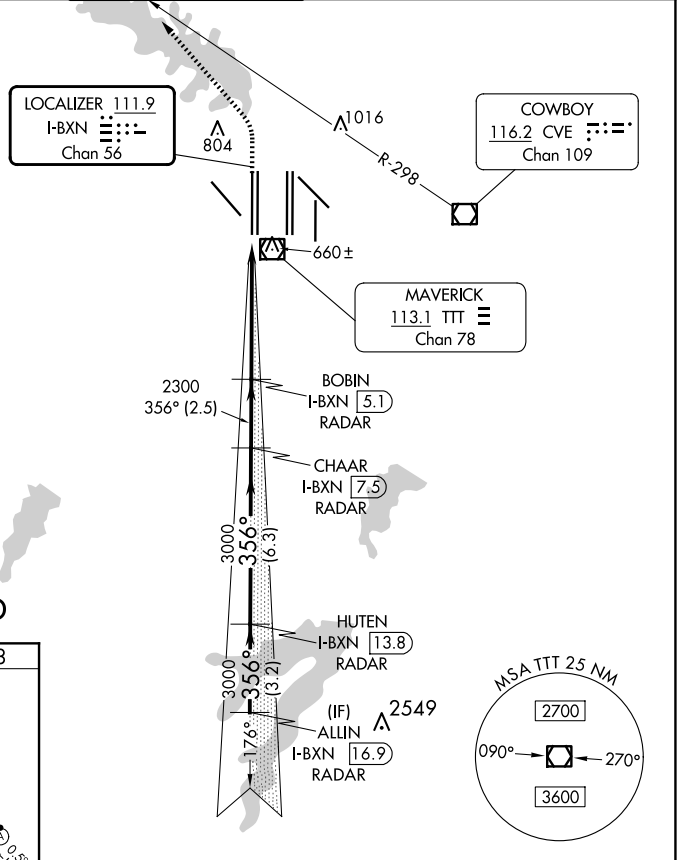 LOCALIZER 111.9
I-BXN
Chan 56
804
1016
R-298
COWBOY
116.2 CVE
Chan 109
660±
MAVERICK
113.1 TTT
Chan 78
2300
356° (2.5)
BOBIN
I-BXN 5.1
RADAR
CHAAR
I-BXN 7.5
RADAR
3000
356°
(6.3)
HUTEN
I-BXN 13.8
RADAR
3000
356°
(3.2)
(IF)
ALLIN
I-BXN 16.9
RADAR
2549
176°
MSA TTT 25 NM
2700
090°
270°
3600